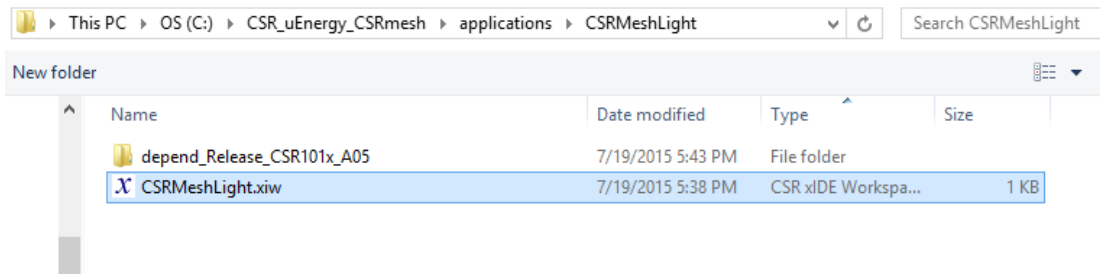 This PC OS (C:) CSR_uEnergy_CSRmesh applications CSRMeshLight Search CSRMeshLight
New folder
Name Date modified Type Size
depend_Release_CSR101x_A05 7/19/2015 5:43 PM File folder
CSRMeshLight.xiw 7/19/2015 5:38 PM CSR xIDE Workspa... 1 KB